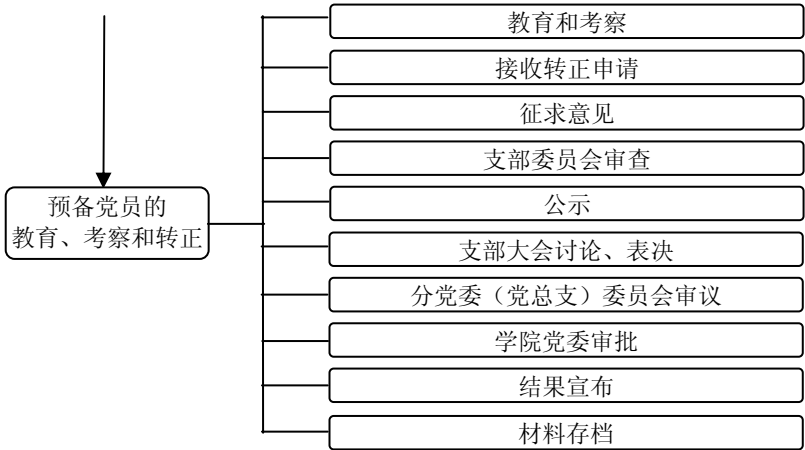 教育和考察
接收转正申请
征求意见
支部委员会审查
预备党员的
教育、考察和转正
公示
支部大会讨论、表决
分党委（党总支）委员会审议
学院党委审批
结果宣布
材料存档